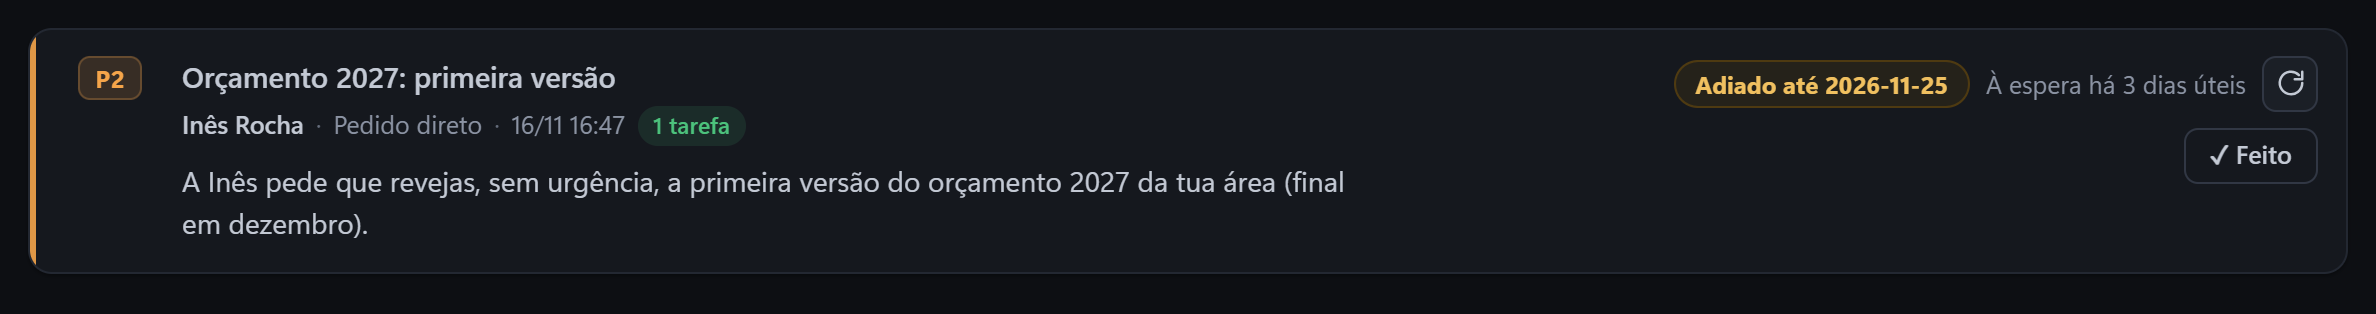 P2
Orçamento 2027: primeira versão
Adiado até 2026-11-25
À espera há 3 dias úteis
Inês Rocha · Pedido direto · 16/11 16:47 1 tarefa
✓ Feito
A Inês pede que revejas, sem urgência, a primeira versão do orçamento 2027 da tua área (final
em dezembro).